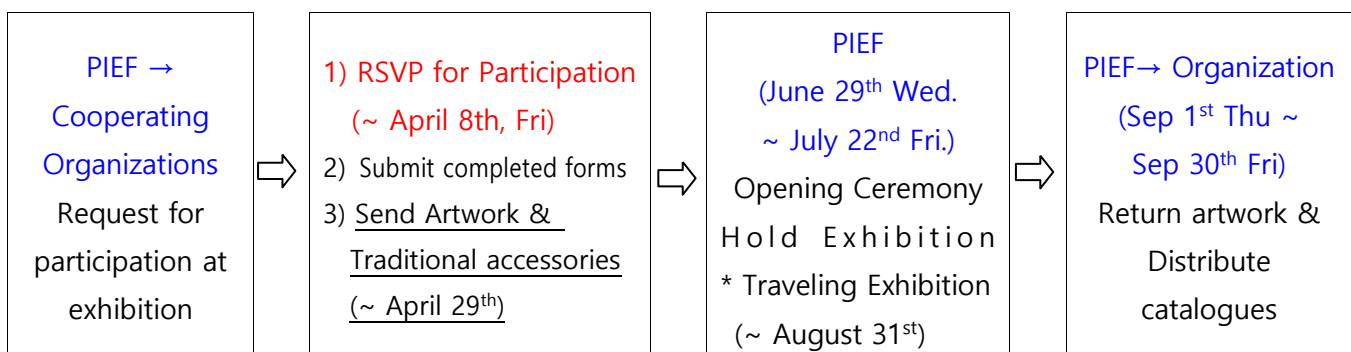 PIEF →
Cooperating
Organizations
Request for
participation at
exhibition
1) RSVP for Participation
(~ April 8th, Fri)
2) Submit completed forms
3) Send Artwork &
Traditional accessories
(~ April 29th)
PIEF
(June 29th Wed.
~ July 22nd Fri.)
Opening Ceremony
Hold Exhibition
* Traveling Exhibition
(~ August 31st)
PIEF→ Organization
(Sep 1st Thu ~
Sep 30th Fri)
Return artwork &
Distribute
catalogues